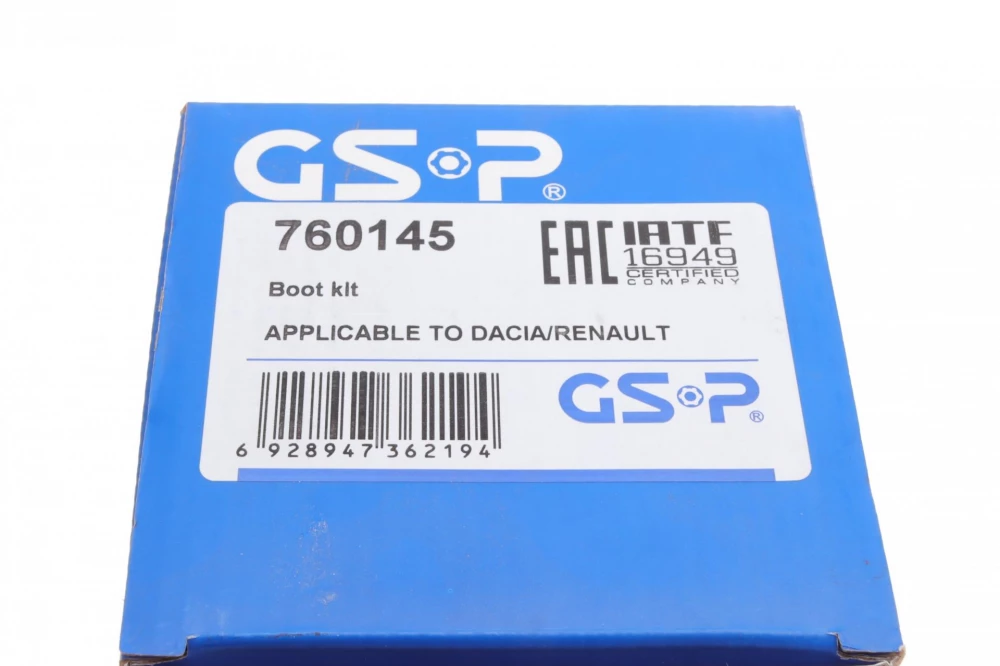 GSP®
760145
EAC
IATF
16949
CERTIFIED
COMPANY
Boot kIt
APPLICABLE TO DACIA/RENAULT
GSP®
6 928947 362194